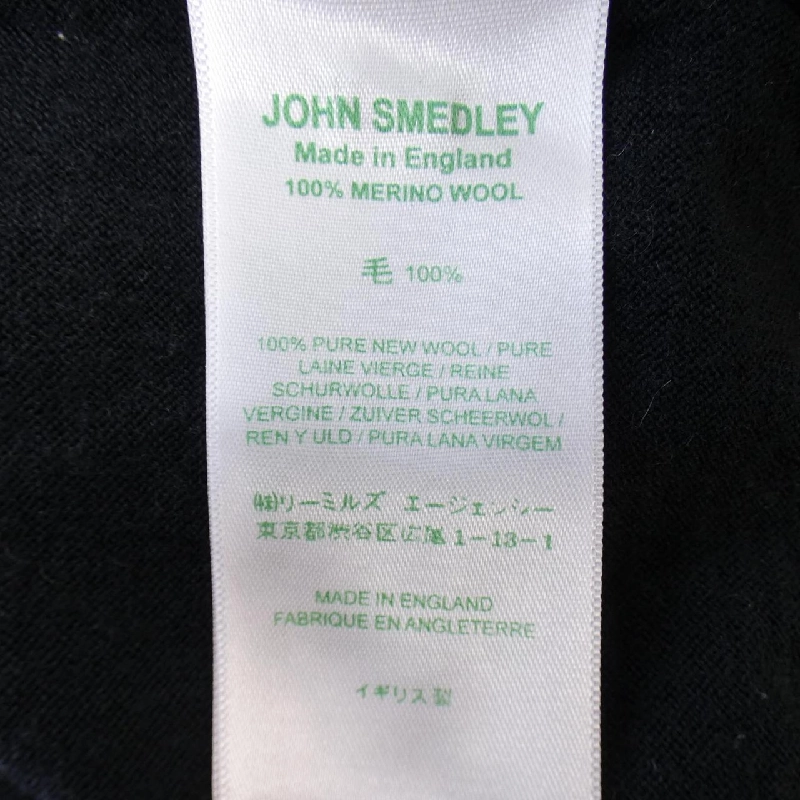 JOHN SMEDLEY
Made in England
100% MERINO WOOL
毛 100%
100% PURE NEW WOOL / PURE
LAINE VIERGE / REINE
SCHURWOLLE / PURA LANA
VERGINE / ZUIVER SCHEERWOL /
REN Y ULD / PURA LANA VIRGEM
㈱リーミルズ エージェンシー
東京都渋谷区広尾 1-13-1
MADE IN ENGLAND
FABRIQUE EN ANGLETERRE
イギリス製